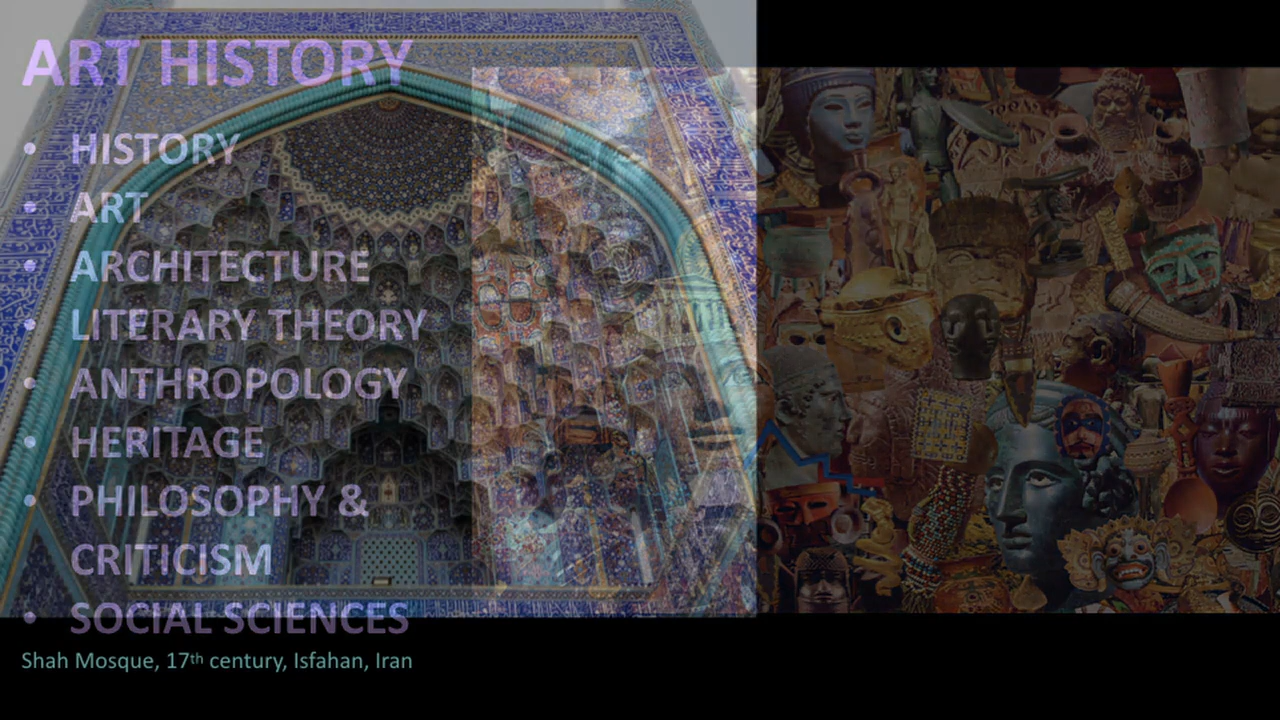 ART HISTORY
• HISTORY
• ART
• ARCHITECTURE
• LITERARY THEORY
• ANTHROPOLOGY
• HERITAGE
• PHILOSOPHY &
CRITICISM
• SOCIAL SCIENCES
Shah Mosque, 17th century, Isfahan, Iran